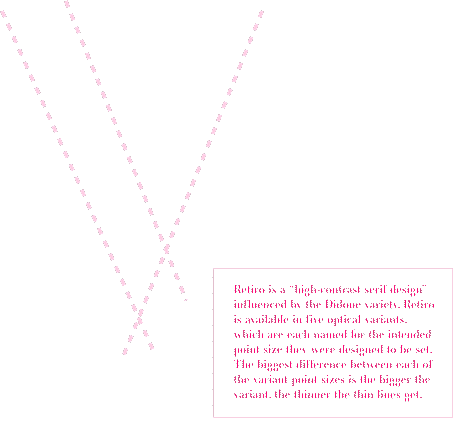 Retiro is a "high-contrast serif design"
influenced by the Didone variety. Retiro
is available in five optical variants,
which are each named for the intended
point size they were designed to be set.
The biggest difference between each of
the variant point sizes is the bigger the
variant, the thinner the thin lines get.